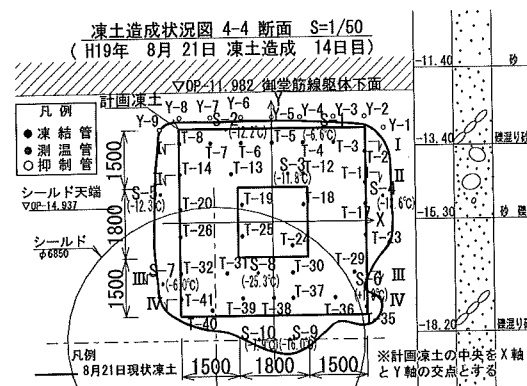 凍土造成状況図 4-4 断面 S=1/50
( H19年 8月 21日 凍土造成 14日目)
▽OP-11.982 御堂筋線躯体下面
計画凍土
凡 例
● 凍結管
● 測温管
○ 抑制管
Y-9 Y-8 Y-7 Y-6 Y Y-5 Y-4 Y-3 Y-2 Y-1
S-2 S-1
(-12.2℃) (-6.6℃)
T-8 T-7 T-6 T-5 T-4 T-3 T-2
I
II
T-14 T-13 S-3 T-12 T-1
(-11.8℃)
S-5
(-12.3℃)
シールド天端
▽OP-14.937
T-20 T-19 T-18 T-17 X
シールド
φ6850
T-26 T-25 T-24 T-23
S-7 T-32 T-31 S-8 T-30 T-29 S-6
(-6.0℃) (-25.3℃)
III III
IV IV
T-41 T-40 T-39 T-38 T-37 T-36 T-35
S-10 S-9
(-16.0℃)
1500
1800
1500
1500 1800 1500
凡例
8月21日現状凍土
※計画凍土の中央をX軸
とY軸の交点とする
-11.40 砂
-13.40 礫混り砂
-15.30 砂 礫
-18.20 礫混り砂